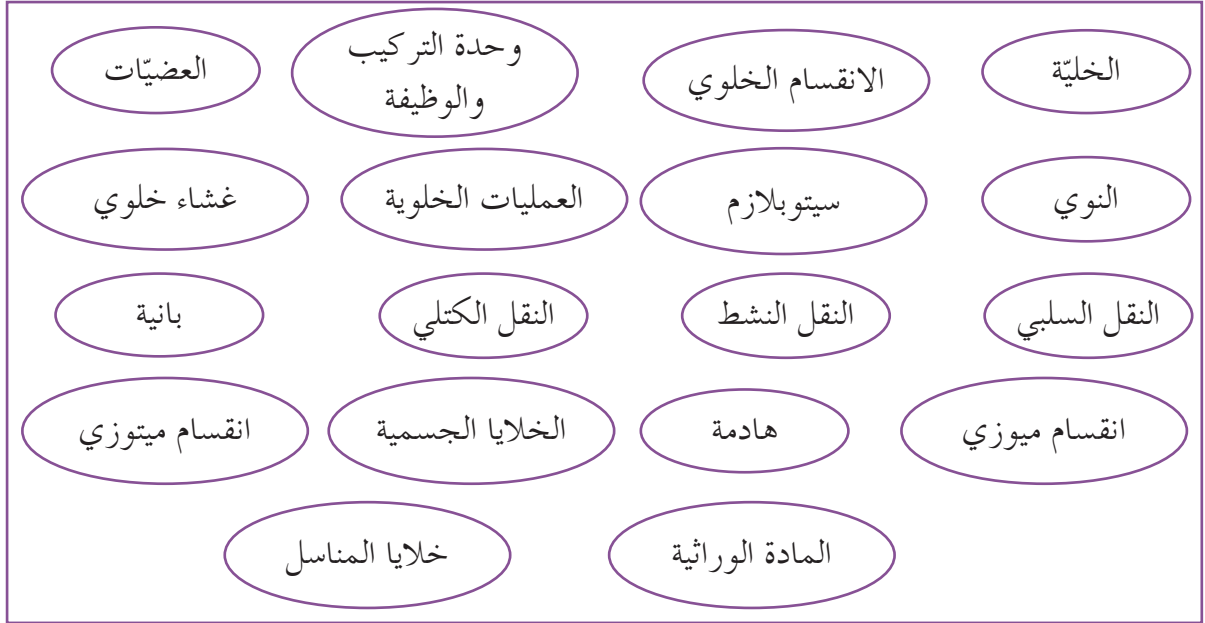 الخليّة
الانقسام الخلوي
وحدة التركيب
والوظيفة
العضيّات
النوي
سيتوبلازم
العمليات الخلوية
غشاء خلوي
النقل السلبي
النقل النشط
النقل الكتلي
بانية
انقسام ميوزي
هادمة
الخلايا الجسمية
انقسام ميتوزي
المادة الوراثية
خلايا المناسل